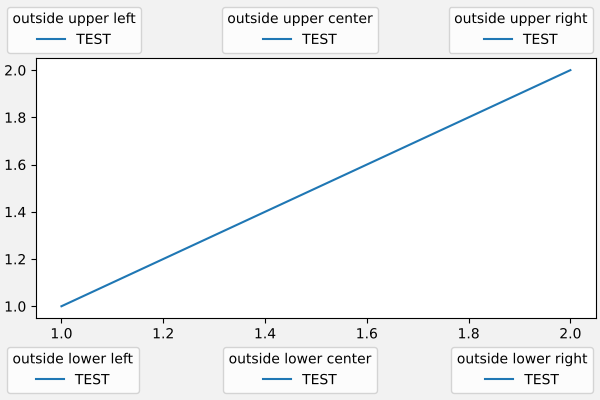 outside upper left
TEST
outside upper center
TEST
outside upper right
TEST
2.0
1.8
1.6
1.4
1.2
1.0
1.0 1.2 1.4 1.6 1.8 2.0
outside lower left
TEST
outside lower center
TEST
outside lower right
TEST